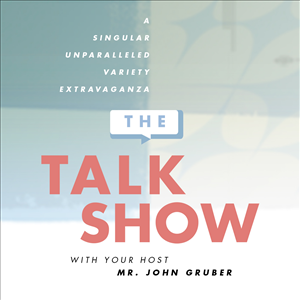 A
SINGULAR
UNPARALLELED
VARIETY
EXTRAVAGANZA
THE
TALK
SHOW
WITH YOUR HOST
MR. JOHN GRUBER